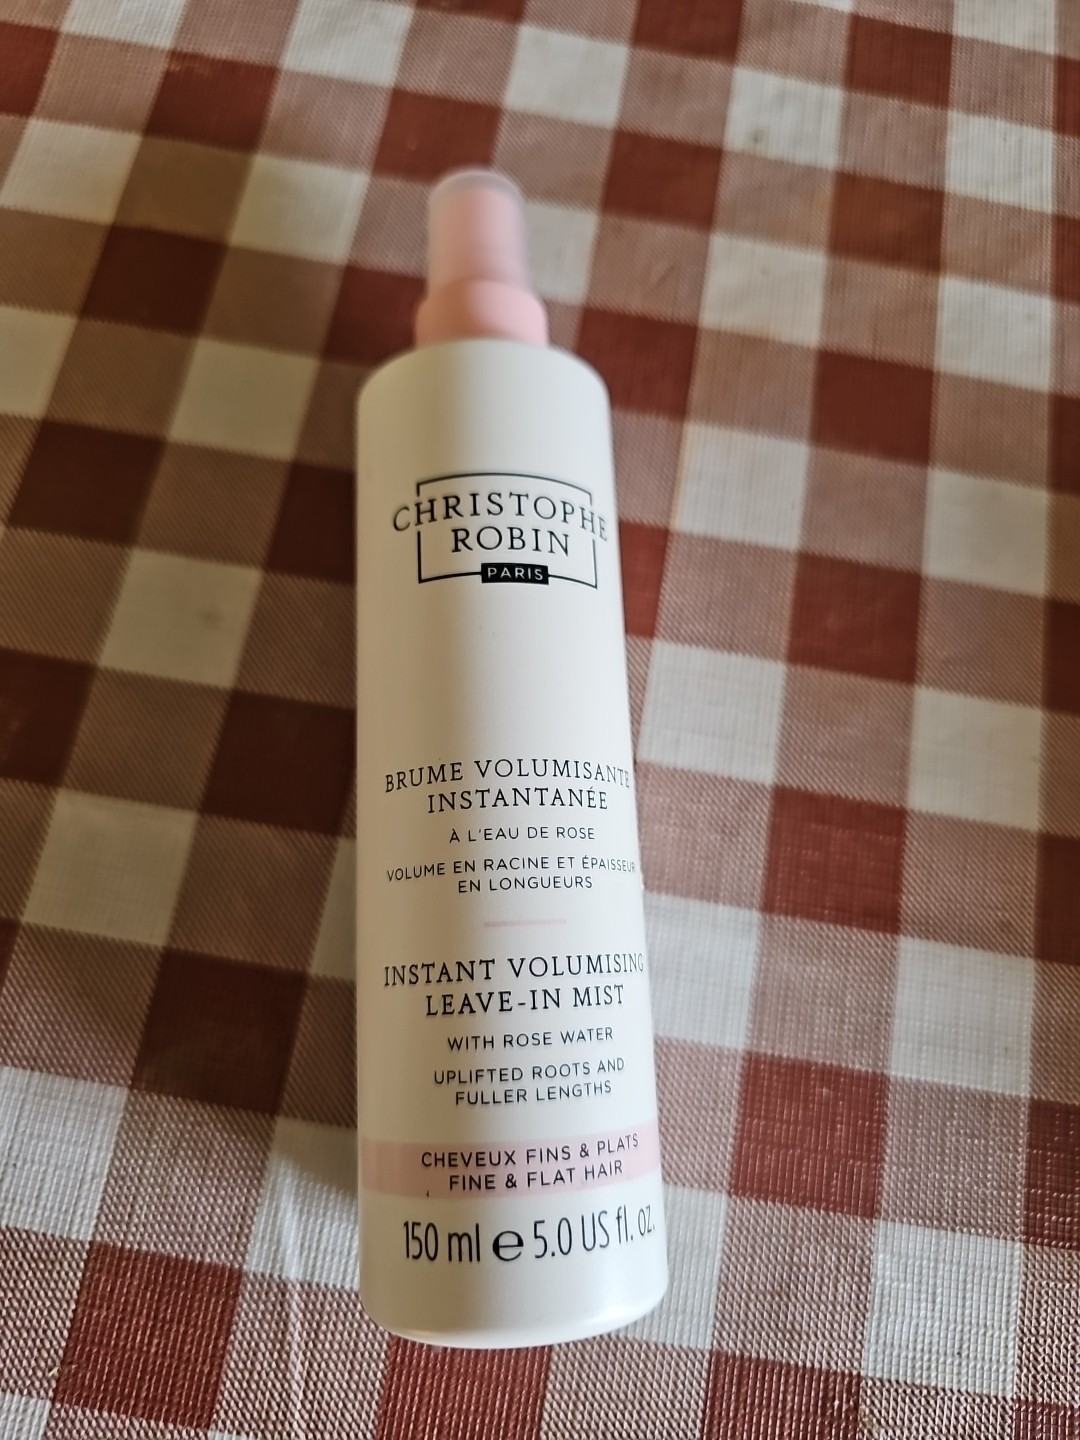 CHRISTOPHE
ROBIN
PARIS
BRUME VOLUMISANTE
INSTANTANÉE
À L'EAU DE ROSE
VOLUME EN RACINE ET ÉPAISSEUR
EN LONGUEURS
INSTANT VOLUMISING
LEAVE-IN MIST
WITH ROSE WATER
UPLIFTED ROOTS AND
FULLER LENGTHS
CHEVEUX FINS & PLATS
FINE & FLAT HAIR
150 ml ℮ 5.0 US fl. oz.